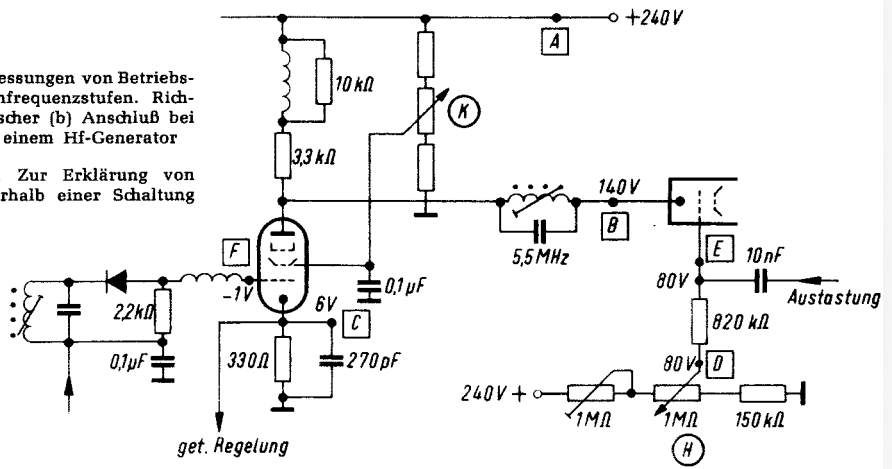 +240V
A
essungen von Betriebs-
nfrequenzstufen. Rich-
scher (b) Anschluß bei
einem Hf-Generator
Zur Erklärung von
rhalb einer Schaltung
10kΩ
K
3,3kΩ
140V
B
5,5MHz
F
-1V
6V
C
0,1µF
E
10nF
80V
Austastung
2,2kΩ
0,1µF
330Ω
270pF
820kΩ
80V
D
240V+
1MΩ
1MΩ
150kΩ
H
get. Regelung